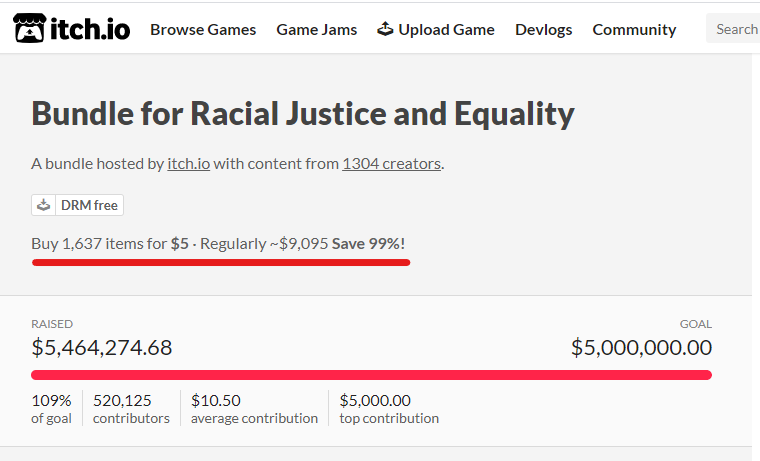 itch.io Browse Games Game Jams Upload Game Devlogs Community Search
Bundle for Racial Justice and Equality
A bundle hosted by itch.io with content from 1304 creators.
DRM free
Buy 1,637 items for $5 · Regularly ~$9,095 Save 99%!
RAISED GOAL
$5,464,274.68 $5,000,000.00
109% 520,125 $10.50 $5,000.00
of goal contributors average contribution top contribution